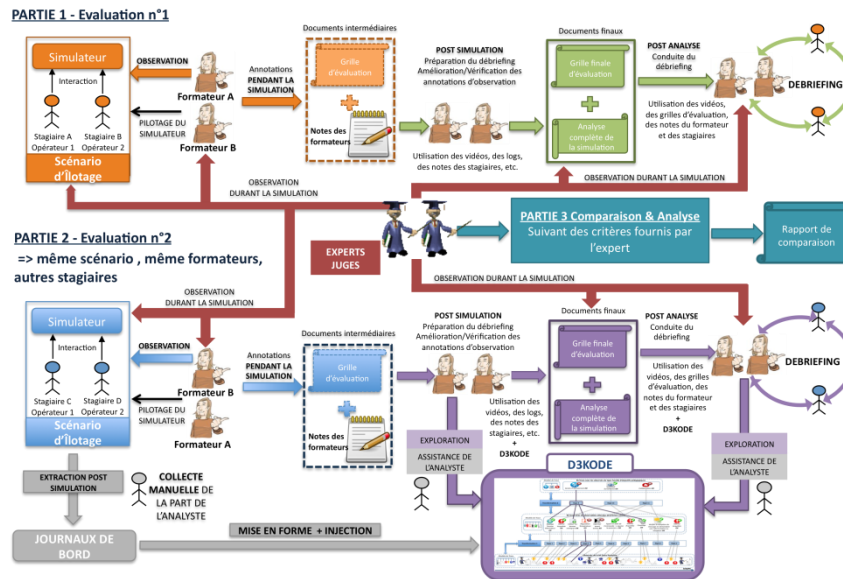 PARTIE 1 - Evaluation n°1
Simulateur
Interaction
Stagiaire A
Opérateur 1
Stagiaire B
Opérateur 2
Scénario
d'Îlotage
OBSERVATION
Formateur A
PILOTAGE DU
SIMULATEUR
Formateur B
Annotations
PENDANT LA
SIMULATION
Documents intermédiaires
Grille
d'évaluation
Notes des
formateurs
POST SIMULATION
Préparation du débriefing
Amélioration/Vérification des
annotations d'observation
Utilisation des vidéos, des logs,
des notes des stagiaires, etc.
Documents finaux
Grille finale
d'évaluation
Analyse
complète de
la simulation
POST ANALYSE
Conduite du
débriefing
Utilisation des vidéos,
des grilles d'évaluation,
des notes du formateur
et des stagiaires
DEBRIEFING
OBSERVATION
DURANT LA SIMULATION
OBSERVATION DURANT LA SIMULATION
EXPERTS
JUGES
PARTIE 3 Comparaison & Analyse
Suivant des critères fournis par
l'expert
Rapport de
comparaison
PARTIE 2 - Evaluation n°2
=> même scénario , même formateurs,
autres stagiaires
OBSERVATION
DURANT LA SIMULATION
OBSERVATION DURANT LA SIMULATION
Simulateur
Interaction
Stagiaire C
Opérateur 1
Stagiaire D
Opérateur 2
Scénario
d'Îlotage
OBSERVATION
Formateur B
PILOTAGE DU
SIMULATEUR
Formateur A
Annotations
PENDANT LA
SIMULATION
Documents intermédiaires
Grille
d'évaluation
Notes des
formateurs
POST SIMULATION
Préparation du débriefing
Amélioration/Vérification des
annotations d'observation
Utilisation des
vidéos, des logs,
des notes des
stagiaires, etc.
+
D3KODE
Documents finaux
Grille finale
d'évaluation
Analyse
complète de
la simulation
POST ANALYSE
Conduite du
débriefing
Utilisation des
vidéos, des grilles
d'évaluation, des
notes du formateur
et des stagiaires
+
D3KODE
DEBRIEFING
EXPLORATION
ASSISTANCE DE
L'ANALYSTE
EXPLORATION
ASSISTANCE DE
L'ANALYSTE
D3KODE
EXTRACTION POST
SIMULATION
COLLECTE
MANUELLE DE
LA PART DE
L'ANALYSTE
JOURNAUX DE
BORD
MISE EN FORME + INJECTION